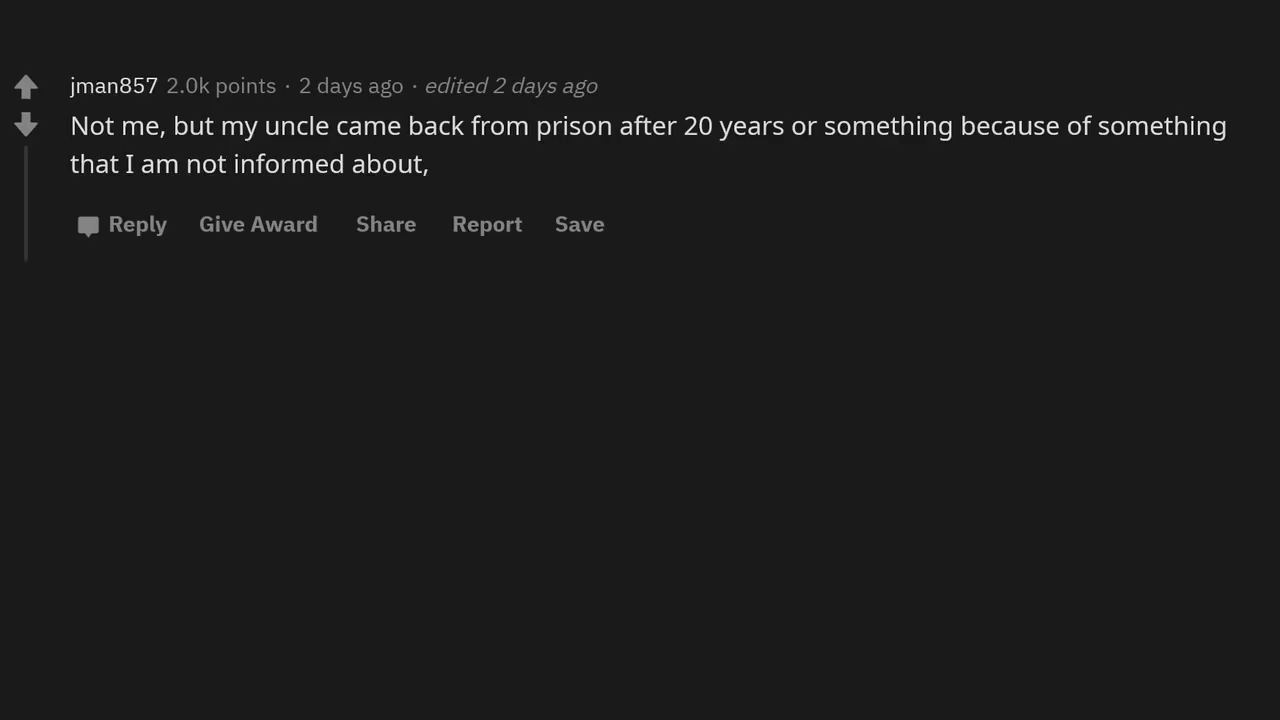 jman857 2.0k points · 2 days ago · edited 2 days ago
Not me, but my uncle came back from prison after 20 years or something because of something
that I am not informed about,
Reply Give Award Share Report Save